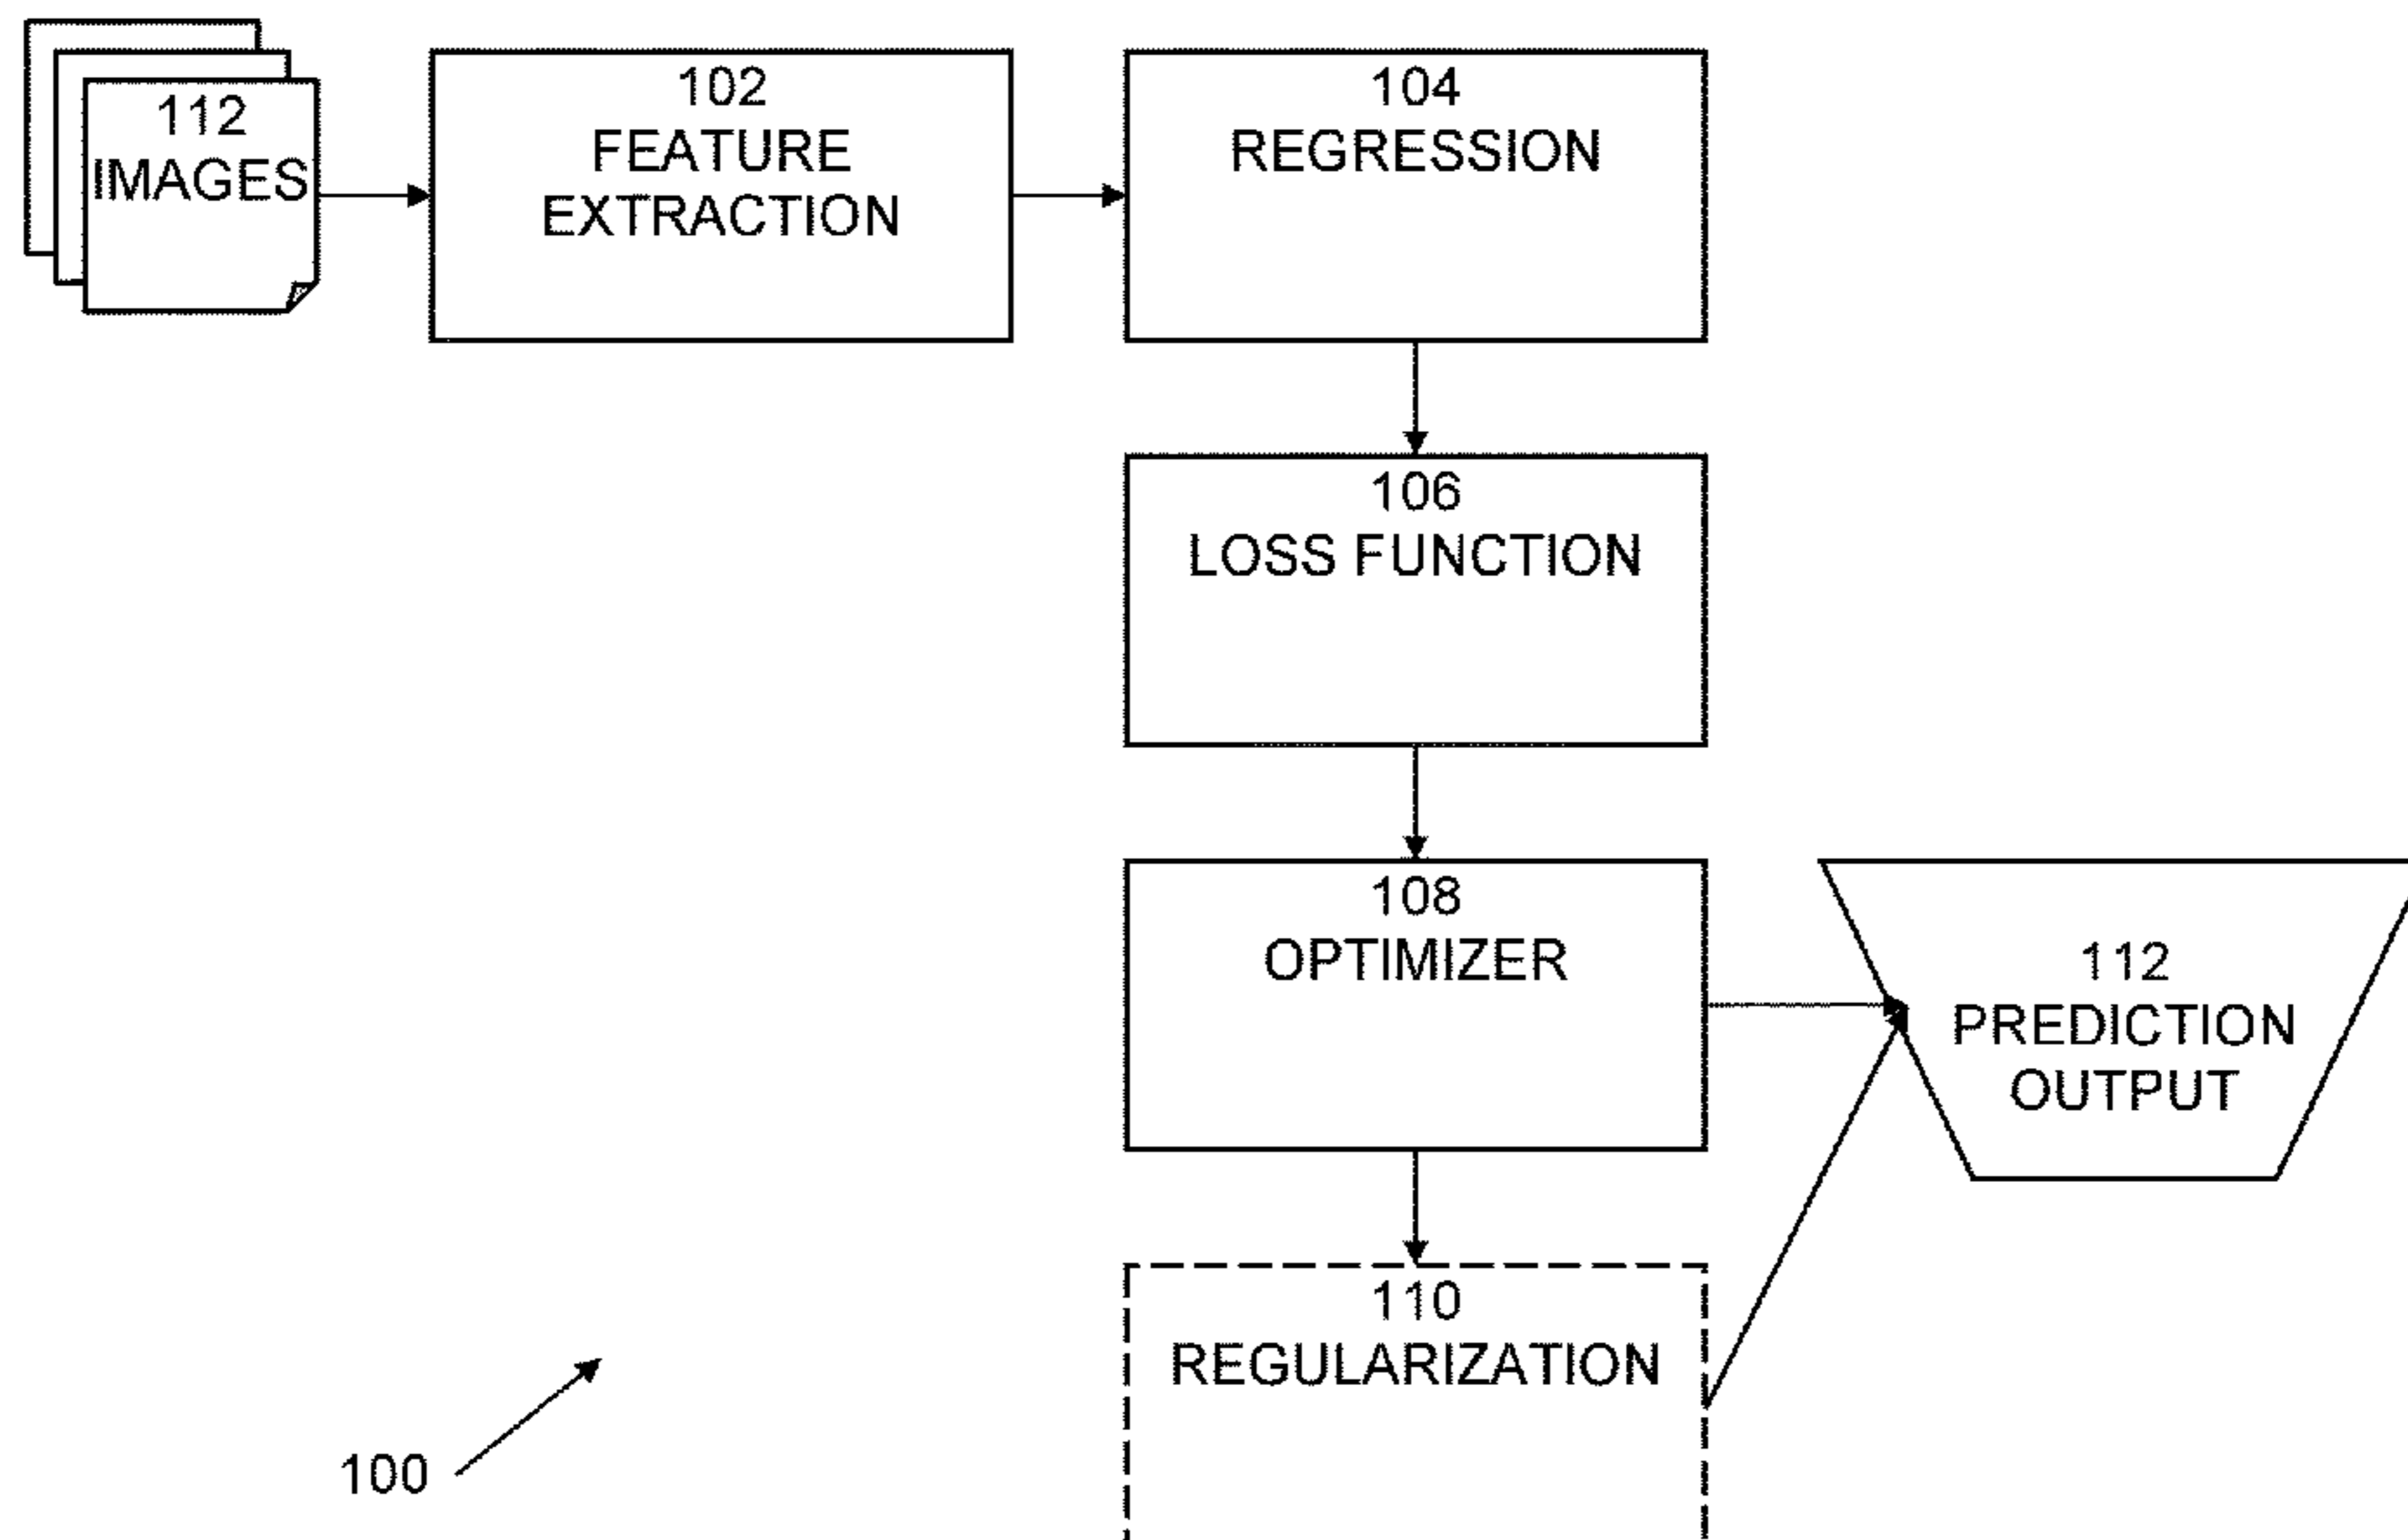 112
IMAGES
102
FEATURE
EXTRACTION
104
REGRESSION
106
LOSS FUNCTION
108
OPTIMIZER
112
PREDICTION
OUTPUT
110
REGULARIZATION
100